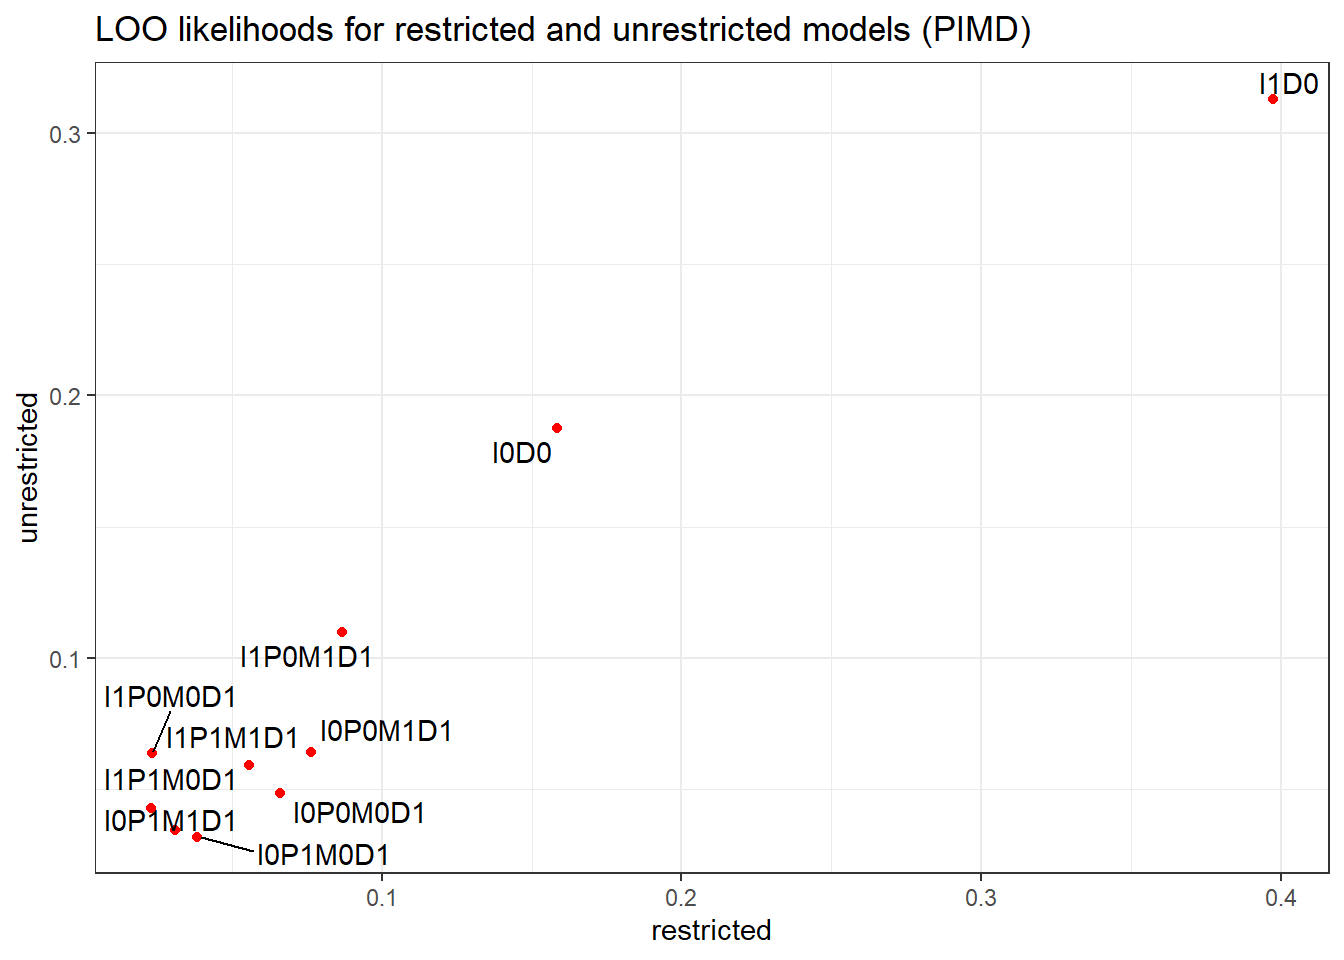 LOO likelihoods for restricted and unrestricted models (PIMD)
I1D0
0.3
0.2
I0D0
unrestricted
I1P0M1D1
0.1
I1P0M0D1
I0P0M1D1
I1P1M1D1
I1P1M0D1
I0P0M0D1
I0P1M1D1
I0P1M0D1
0.1 0.2 0.3 0.4
restricted